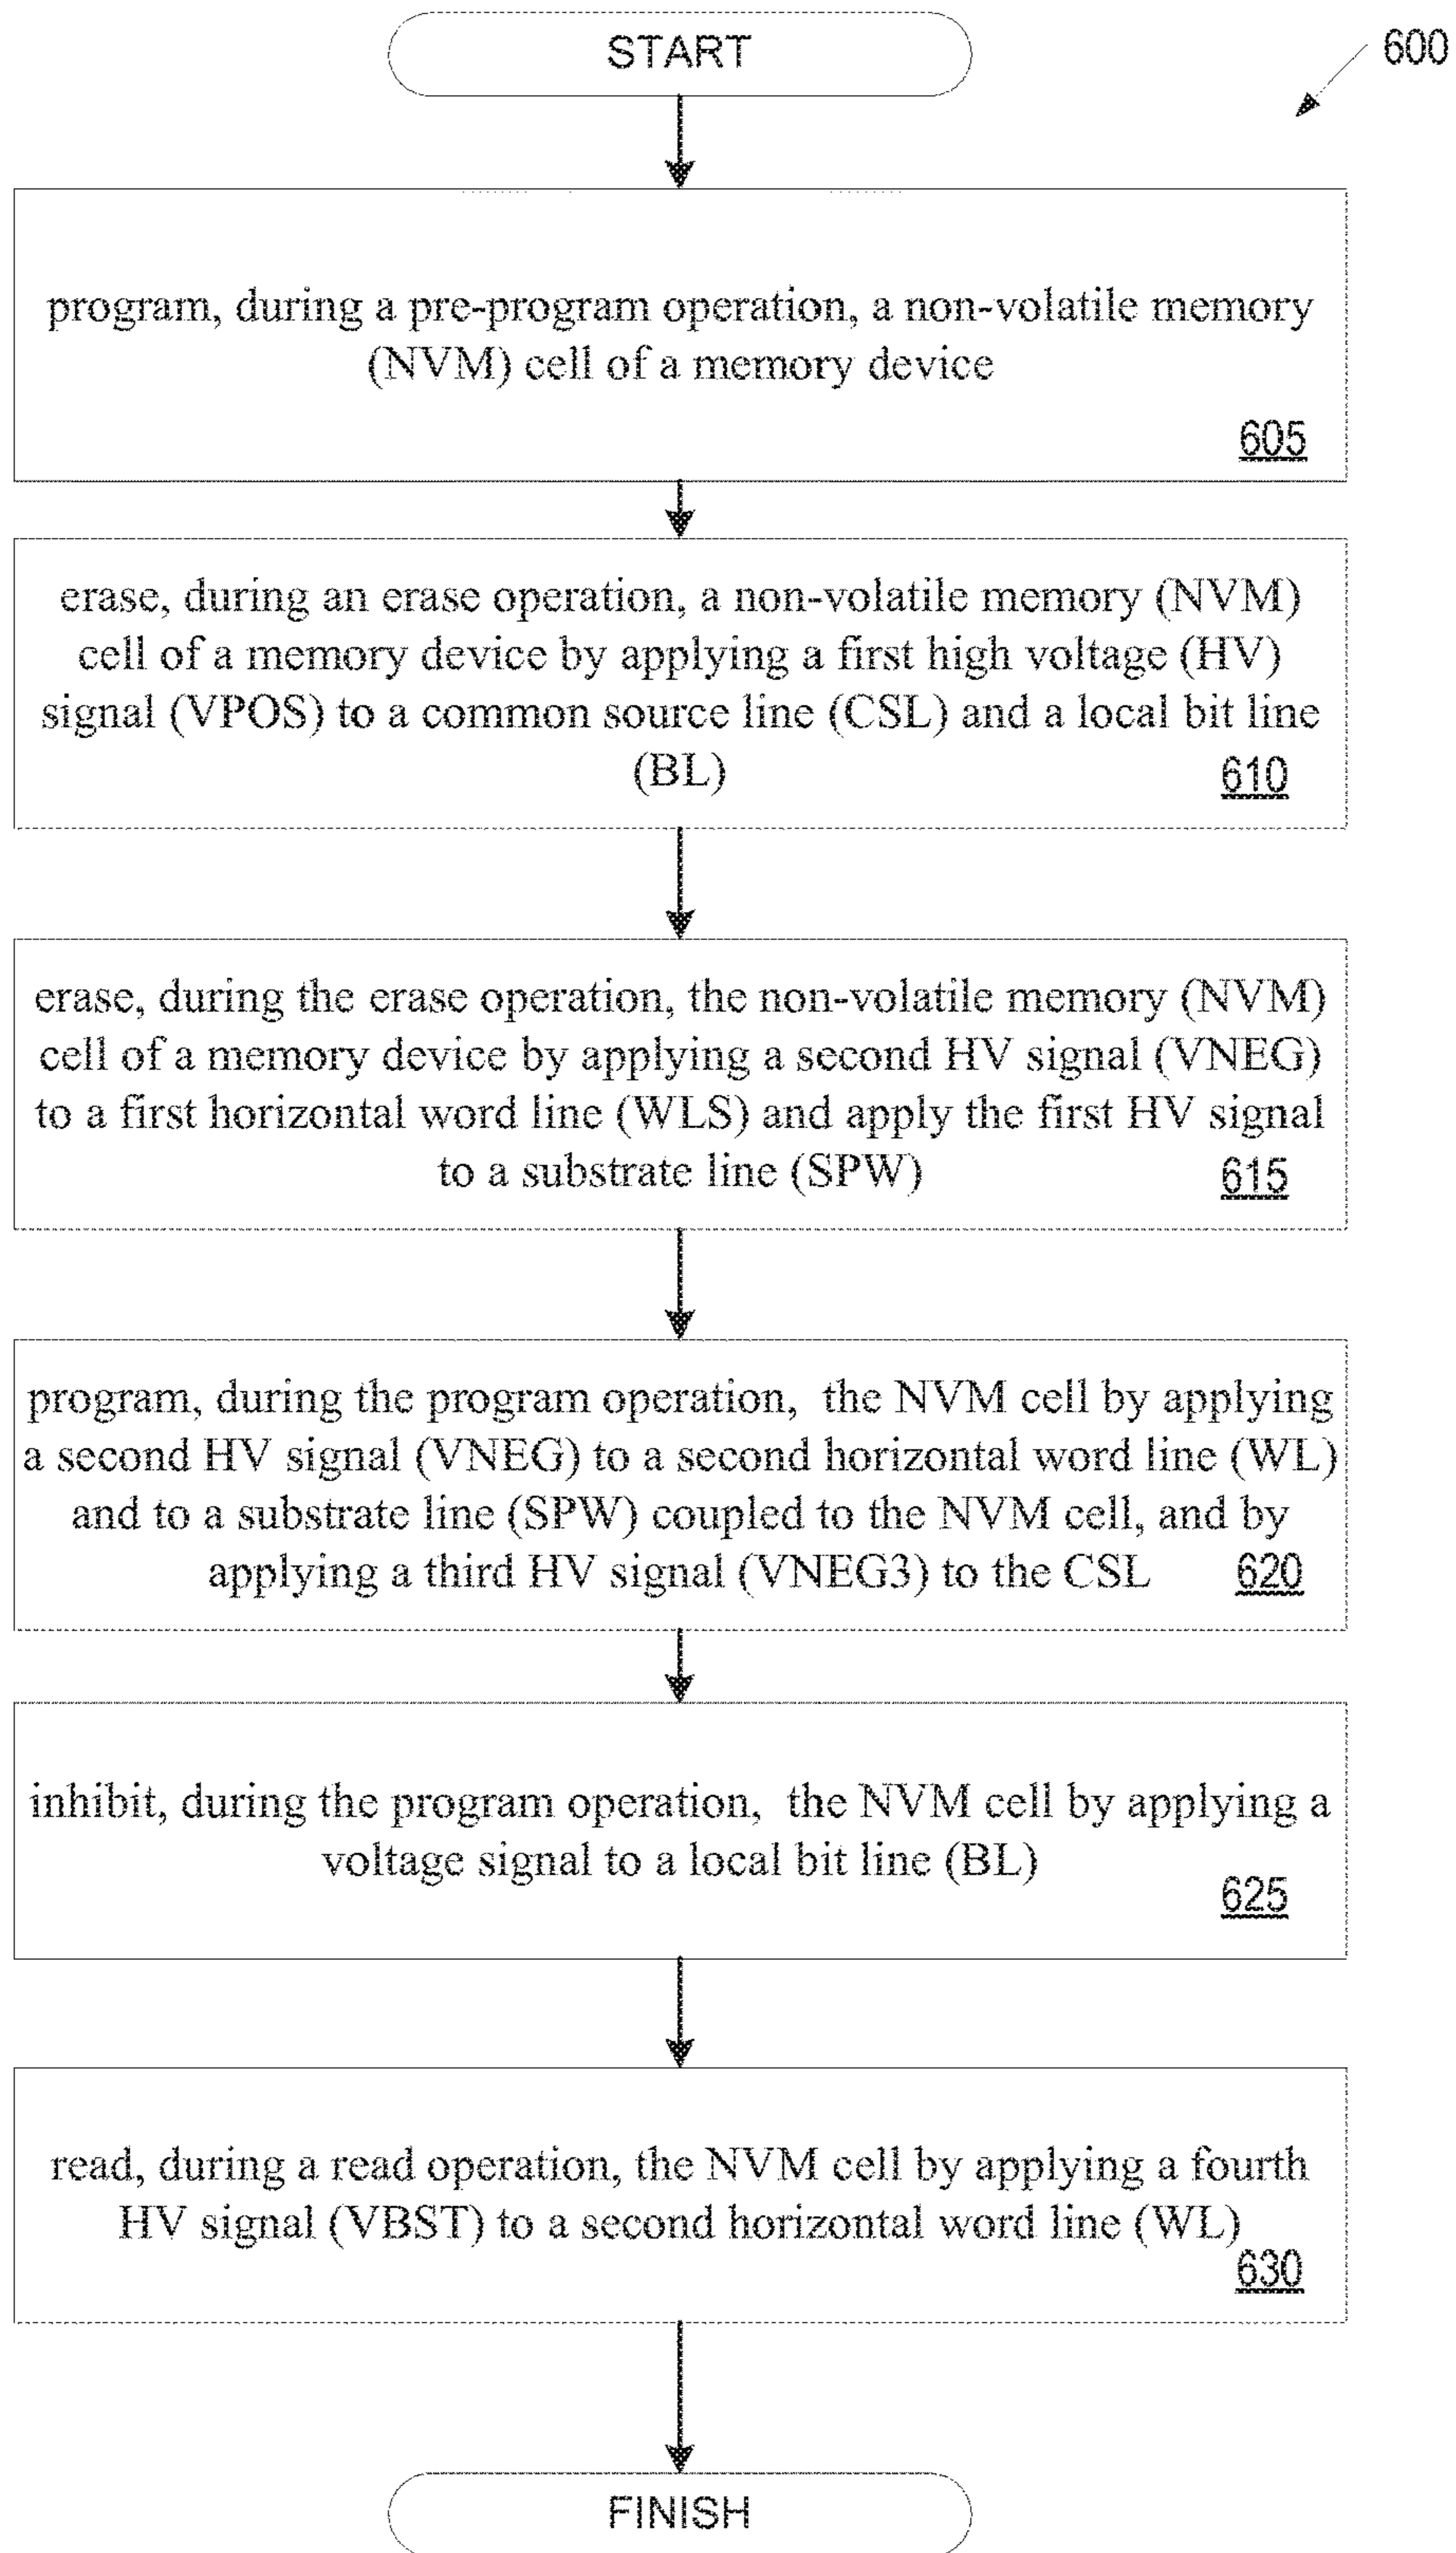 START
600
program, during a pre-program operation, a non-volatile memory
(NVM) cell of a memory device
605
erase, during an erase operation, a non-volatile memory (NVM)
cell of a memory device by applying a first high voltage (HV)
signal (VPOS) to a common source line (CSL) and a local bit line
(BL)
610
erase, during the erase operation, the non-volatile memory (NVM)
cell of a memory device by applying a second HV signal (VNEG)
to a first horizontal word line (WLS) and apply the first HV signal
to a substrate line (SPW)
615
program, during the program operation, the NVM cell by applying
a second HV signal (VNEG) to a second horizontal word line (WL)
and to a substrate line (SPW) coupled to the NVM cell, and by
applying a third HV signal (VNEG3) to the CSL
620
inhibit, during the program operation, the NVM cell by applying a
voltage signal to a local bit line (BL)
625
read, during a read operation, the NVM cell by applying a fourth
HV signal (VBST) to a second horizontal word line (WL)
630
FINISH